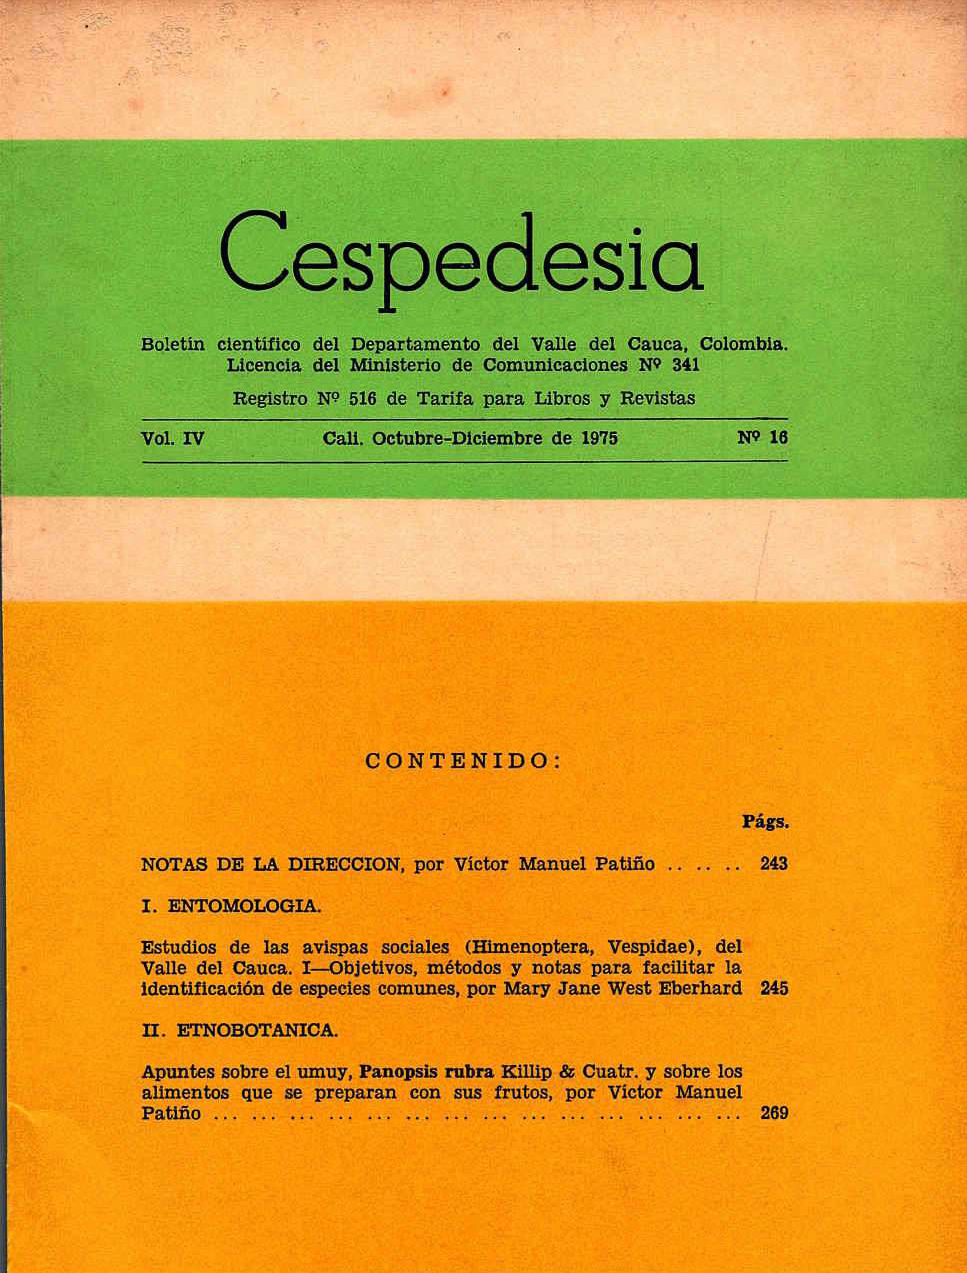 Cespedesia
Boletín científico del Departamento del Valle del Cauca, Colombia.
Licencia del Ministerio de Comunicaciones Nº 341
Registro Nº 516 de Tarifa para Libros y Revistas
Vol. IV Cali. Octubre-Diciembre de 1975 Nº 16
CONTENIDO:
Págs.
NOTAS DE LA DIRECCION, por Víctor Manuel Patiño .. .. .. 243
I. ENTOMOLOGIA.
Estudios de las avispas sociales (Himenoptera, Vespidae), del
Valle del Cauca. I—Objetivos, métodos y notas para facilitar la
identificación de especies comunes, por Mary Jane West Eberhard 245
II. ETNOBOTANICA.
Apuntes sobre el umuy, Panopsis rubra Killip & Cuatr. y sobre los
alimentos que se preparan con sus frutos, por Víctor Manuel
Patiño ... ... ... ... ... ... ... ... ... ... ... ... ... ... 269